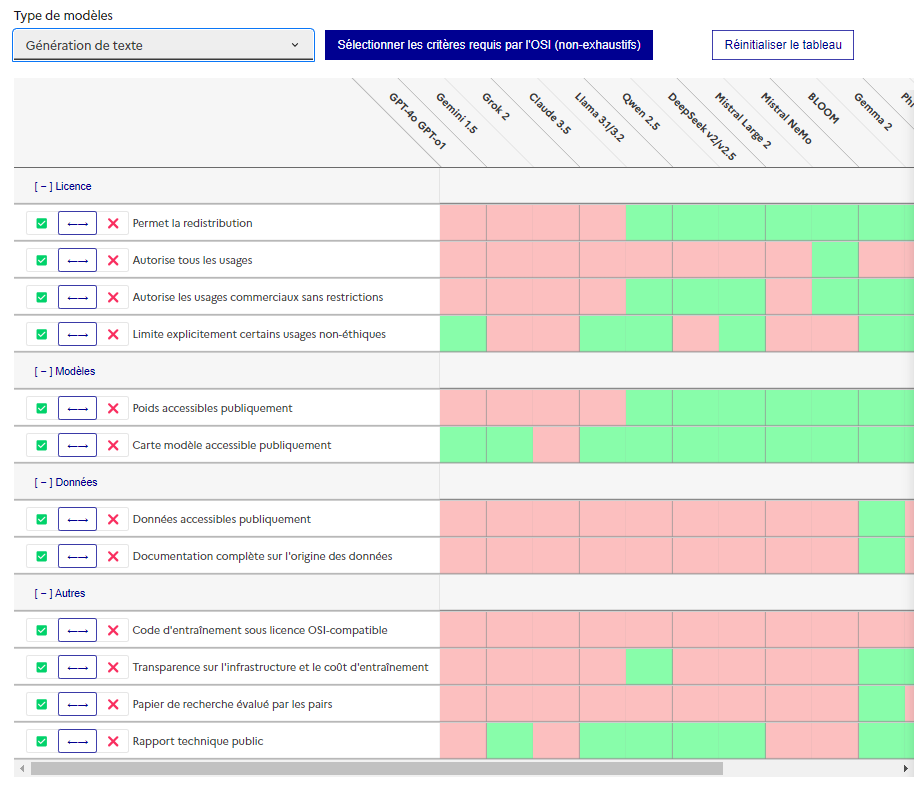 Type de modèles
Génération de texte
Sélectionner les critères requis par l'OSI (non-exhaustifs)
Réinitialiser le tableau
GPT-4o GPT-o1
Gemini 1.5
Grok 2
Claude 3.5
Llama 3.1/3.2
Qwen 2.5
DeepSeek v2/v2.5
Mistral Large 2
Mistral NeMo
BLOOM
Gemma 2
[ − ] Licence
Permet la redistribution
Autorise tous les usages
Autorise les usages commerciaux sans restrictions
Limite explicitement certains usages non-éthiques
[ − ] Modèles
Poids accessibles publiquement
Carte modèle accessible publiquement
[ − ] Données
Données accessibles publiquement
Documentation complète sur l'origine des données
[ − ] Autres
Code d'entraînement sous licence OSI-compatible
Transparence sur l'infrastructure et le coût d'entraînement
Papier de recherche évalué par les pairs
Rapport technique public